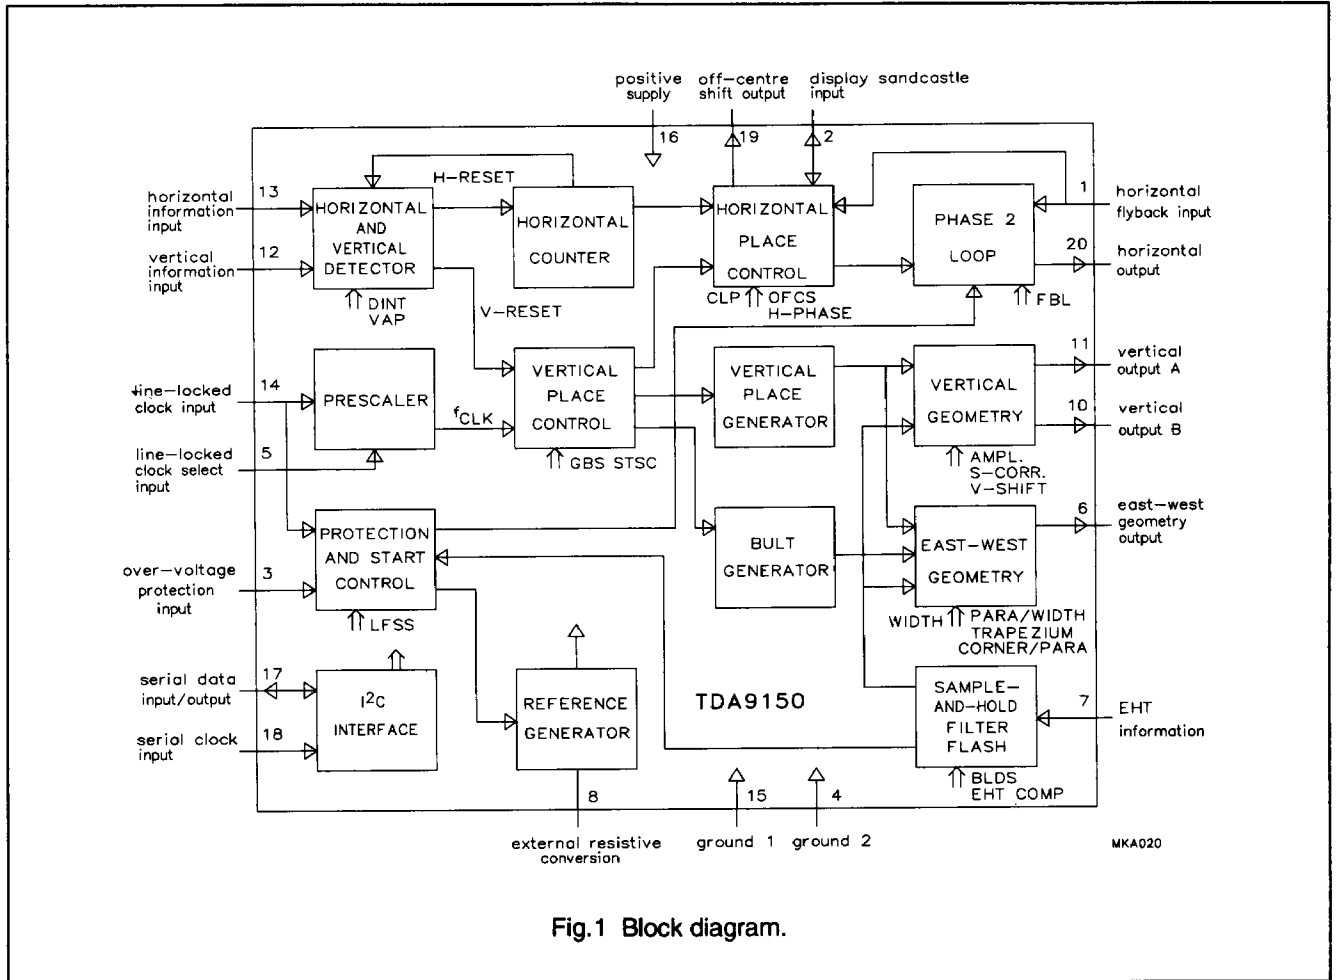 positive
supply
off-centre
shift output
display sandcastle
input
16
19
2
horizontal
information
input
13
vertical
information
input
12
HORIZONTAL
AND
VERTICAL
DETECTOR
DINT
VAP
H-RESET
V-RESET
HORIZONTAL
COUNTER
HORIZONTAL
PLACE
CONTROL
CLP
OFCS
H-PHASE
PHASE 2
LOOP
FBL
1
horizontal
flyback input
20
horizontal
output
line-locked
clock input
14
line-locked
clock select
input
5
PRESCALER
fCLK
VERTICAL
PLACE
CONTROL
GBS STSC
VERTICAL
PLACE
GENERATOR
VERTICAL
GEOMETRY
AMPL.
S-CORR.
V-SHIFT
11
vertical
output A
10
vertical
output B
over-voltage
protection
input
3
PROTECTION
AND START
CONTROL
LFSS
BULT
GENERATOR
EAST-WEST
GEOMETRY
WIDTH
PARA/WIDTH
TRAPEZIUM
CORNER/PARA
6
east-west
geometry
output
serial data
input/output
17
serial clock
input
18
I²C
INTERFACE
REFERENCE
GENERATOR
TDA9150
SAMPLE-
AND-HOLD
FILTER
FLASH
BLDS
EHT COMP
7
EHT
information
8
external resistive
conversion
15
ground 1
4
ground 2
MKA020
Fig.1 Block diagram.